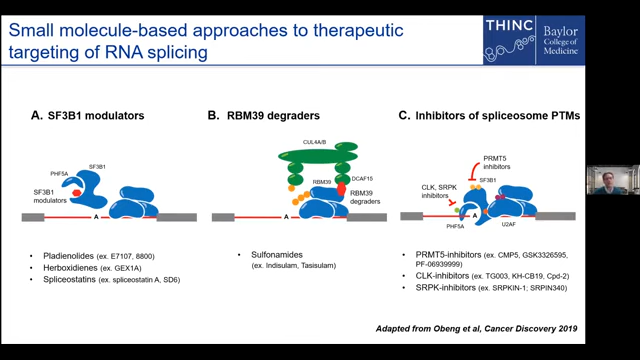 Small molecule-based approaches to therapeutic
targeting of RNA splicing
THINC
Baylor
College of
Medicine
A. SF3B1 modulators
PHF5A
SF3B1
SF3B1
modulators
A
• Pladienolides (ex. E7107, 8800)
• Herboxidienes (ex. GEX1A)
• Spliceostatins (ex. spliceostatin A, SD6)
B. RBM39 degraders
CUL4A/B
RBM39
DCAF15
RBM39
degraders
A
• Sulfonamides
(ex. Indisulam, Tasisulam)
C. Inhibitors of spliceosome PTMs
PRMT5
inhibitors
SF3B1
CLK, SRPK
inhibitors
A
PHF5A
U2AF
• PRMT5-inhibitors (ex. CMP5, GSK3326595,
PF-06939999)
• CLK-inhibitors (ex. TG003, KH-CB19, Cpd-2)
• SRPK-inhibitors (ex. SRPKIN-1; SRPIN340)
Adapted from Obeng et al, Cancer Discovery 2019